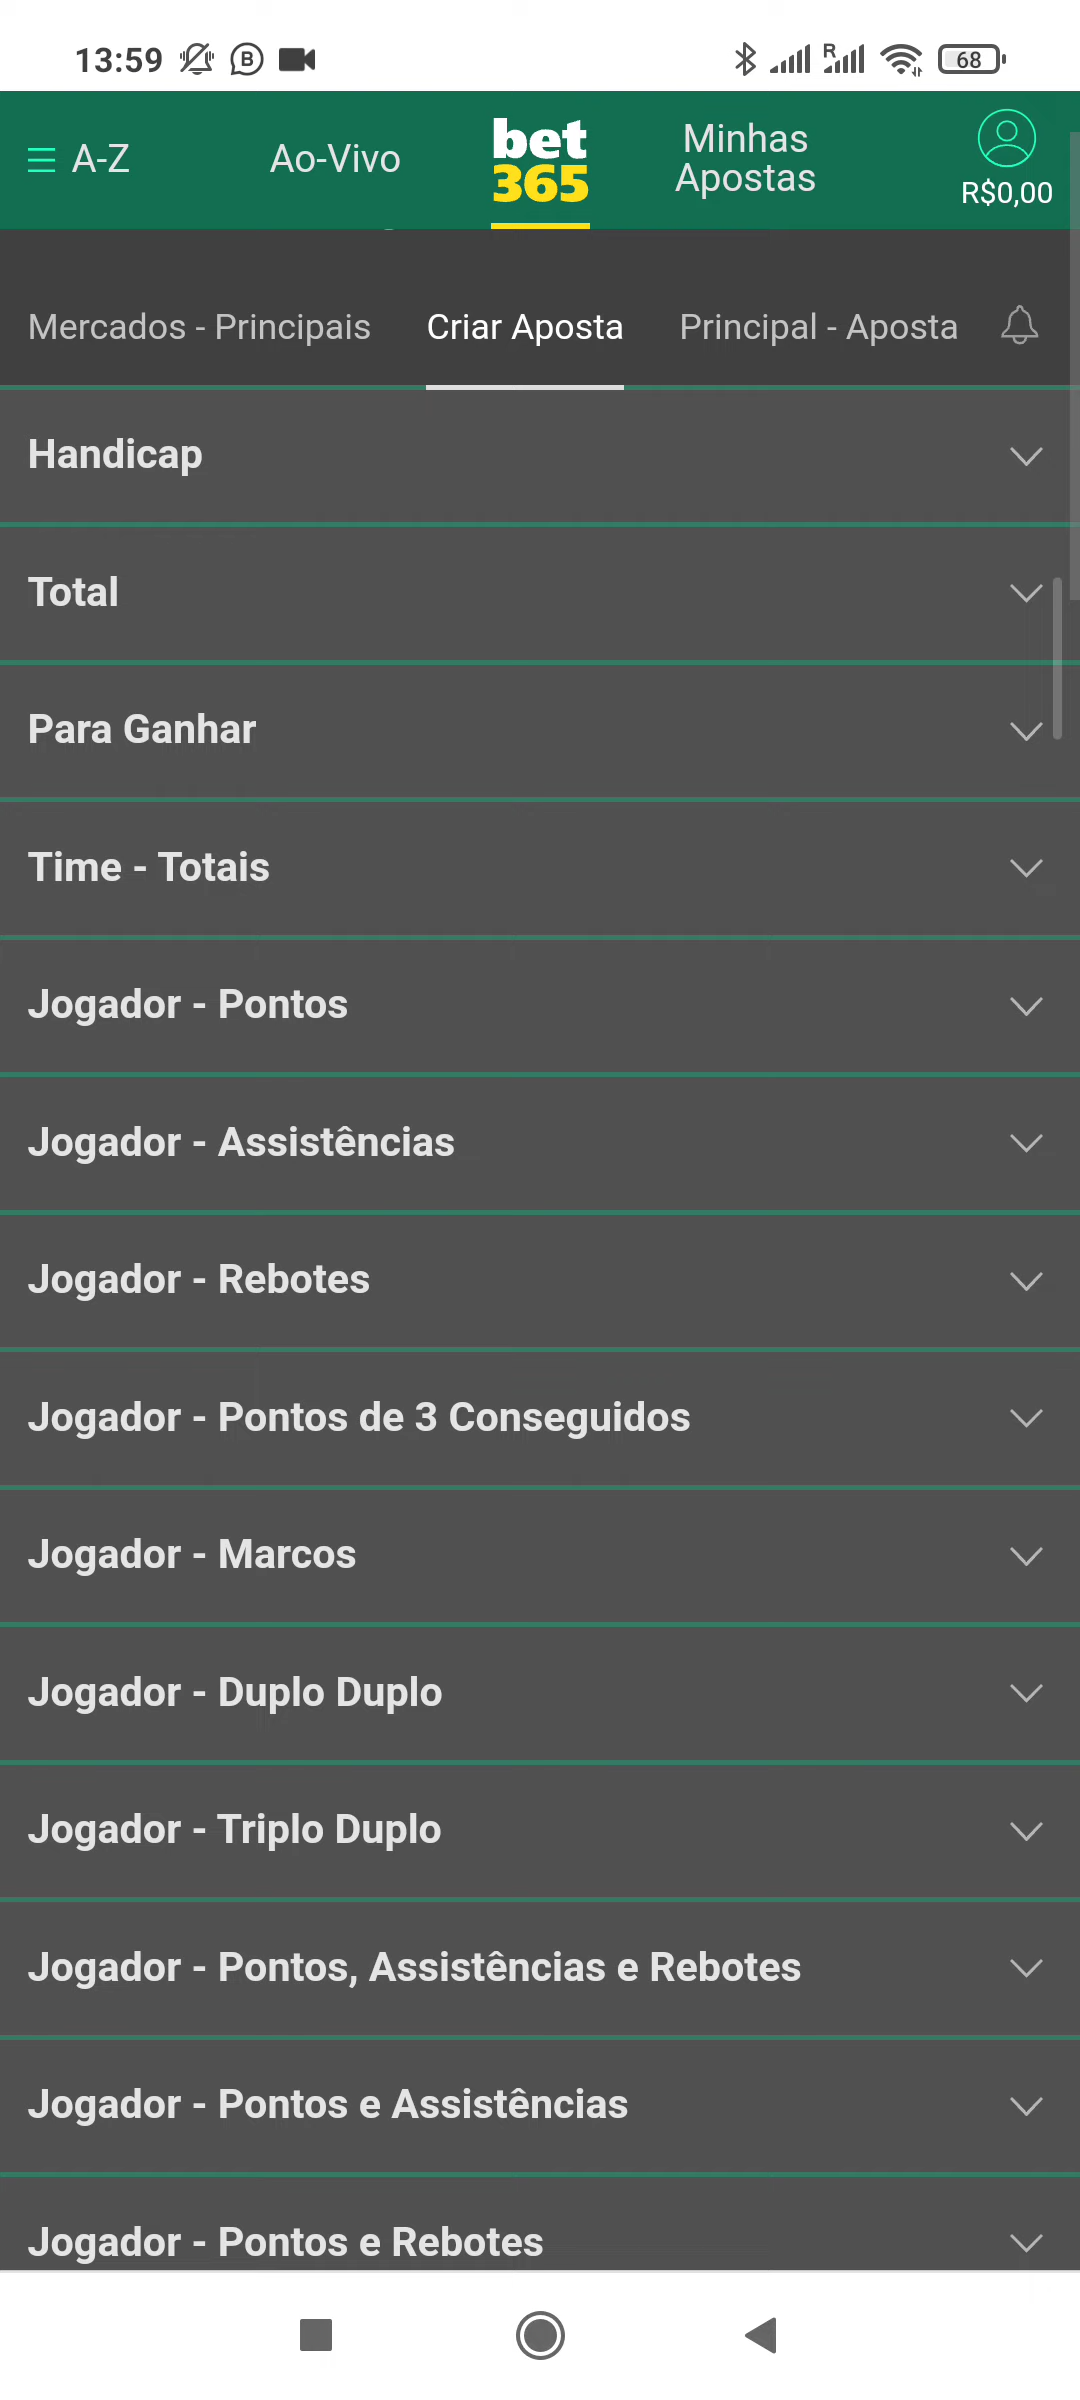 13:59
B
R
68
A-Z
Ao-Vivo
bet
365
Minhas
Apostas
R$0,00
Mercados - Principais
Criar Aposta
Principal - Aposta
Handicap
Total
Para Ganhar
Time - Totais
Jogador - Pontos
Jogador - Assistências
Jogador - Rebotes
Jogador - Pontos de 3 Conseguidos
Jogador - Marcos
Jogador - Duplo Duplo
Jogador - Triplo Duplo
Jogador - Pontos, Assistências e Rebotes
Jogador - Pontos e Assistências
Jogador - Pontos e Rebotes